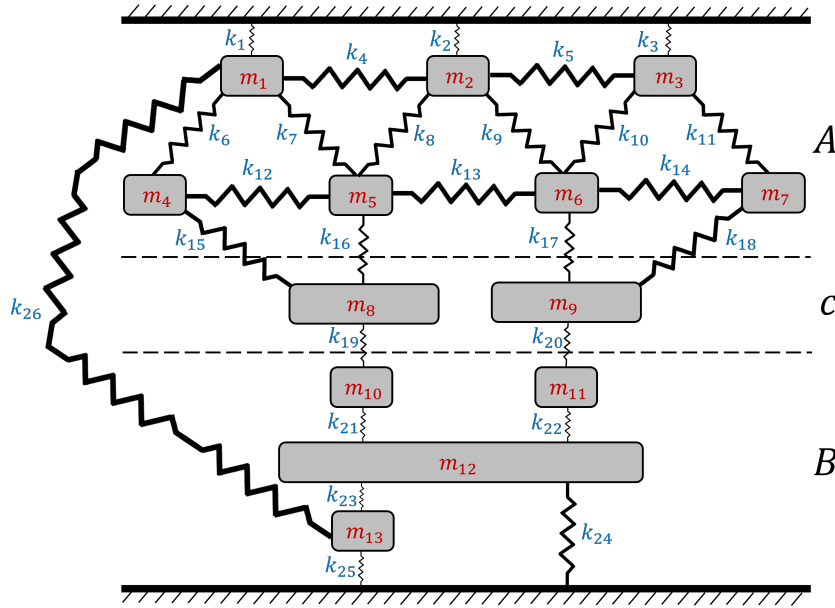 k₁ k₂ k₃
k₄ k₅
m₁ m₂ m₃
k₆ k₇ k₈ k₉ k₁₀ k₁₁ A
k₁₂ k₁₃ k₁₄
m₄ m₅ m₆ m₇
k₁₅ k₁₆ k₁₇ k₁₈
k₂₆ m₈ m₉ c
k₁₉ k₂₀
m₁₀ m₁₁
k₂₁ k₂₂
m₁₂ B
k₂₃
m₁₃ k₂₄
k₂₅